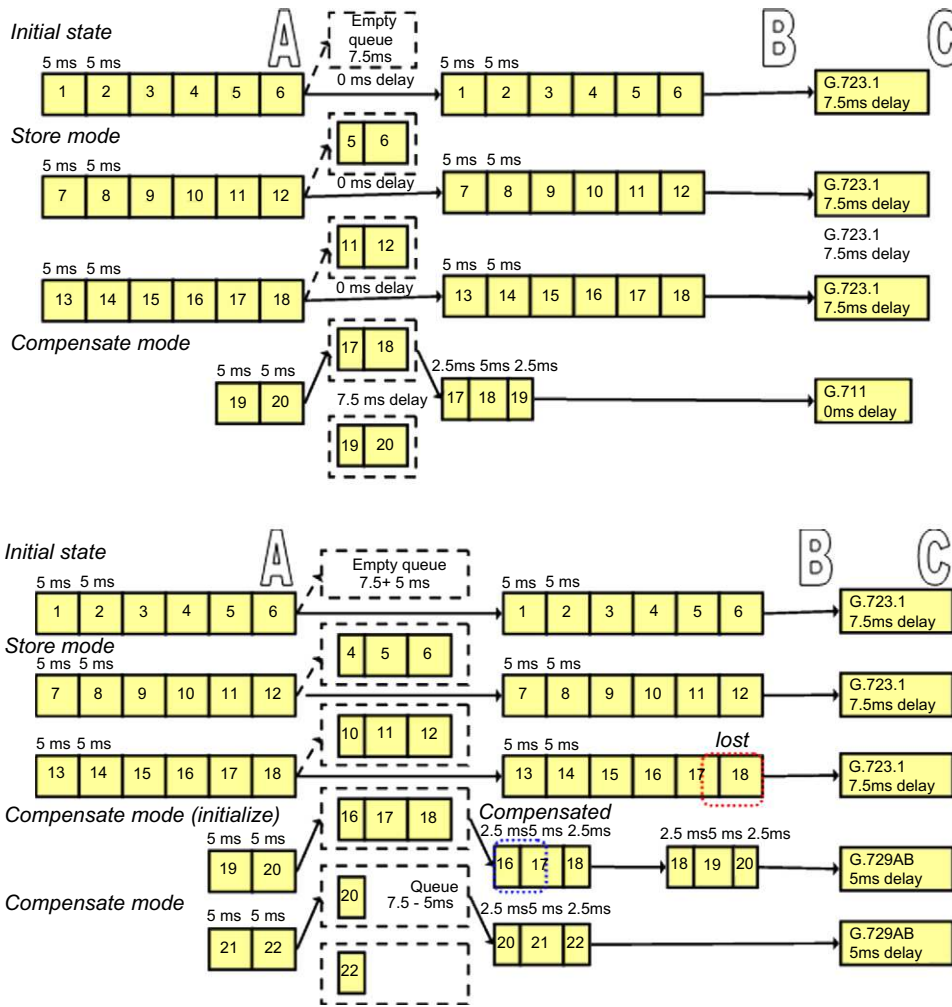 A B C
Initial state
Empty
queue
7.5ms
5 ms 5 ms
1 2 3 4 5 6
0 ms delay
5 ms 5 ms
1 2 3 4 5 6
G.723.1
7.5ms delay
Store mode
5 6
5 ms 5 ms
7 8 9 10 11 12
0 ms delay
5 ms 5 ms
7 8 9 10 11 12
G.723.1
7.5ms delay
G.723.1
7.5ms delay
11 12
5 ms 5 ms
13 14 15 16 17 18
0 ms delay
5 ms 5 ms
13 14 15 16 17 18
G.723.1
7.5ms delay
Compensate mode
17 18
5 ms 5 ms
19 20
7.5 ms delay
2.5ms 5ms 2.5ms
17 18 19
G.711
0ms delay
19 20
A B C
Initial state
Empty queue
7.5+ 5 ms
5 ms 5 ms
1 2 3 4 5 6
5 ms 5 ms
1 2 3 4 5 6
G.723.1
7.5ms delay
Store mode
4 5 6
5 ms 5 ms
7 8 9 10 11 12
5 ms 5 ms
7 8 9 10 11 12
G.723.1
7.5ms delay
10 11 12
lost
5 ms 5 ms
13 14 15 16 17 18
5 ms 5 ms
13 14 15 16 17 18
G.723.1
7.5ms delay
Compensate mode (initialize)
16 17 18
Compensated
5 ms 5 ms
19 20
2.5 ms5 ms 2.5ms
16 17 18
2.5 ms5 ms 2.5ms
18 19 20
G.729AB
5ms delay
Compensate mode
20
Queue
7.5 - 5ms
5 ms 5 ms
21 22
2.5 ms5 ms 2.5ms
20 21 22
G.729AB
5ms delay
22